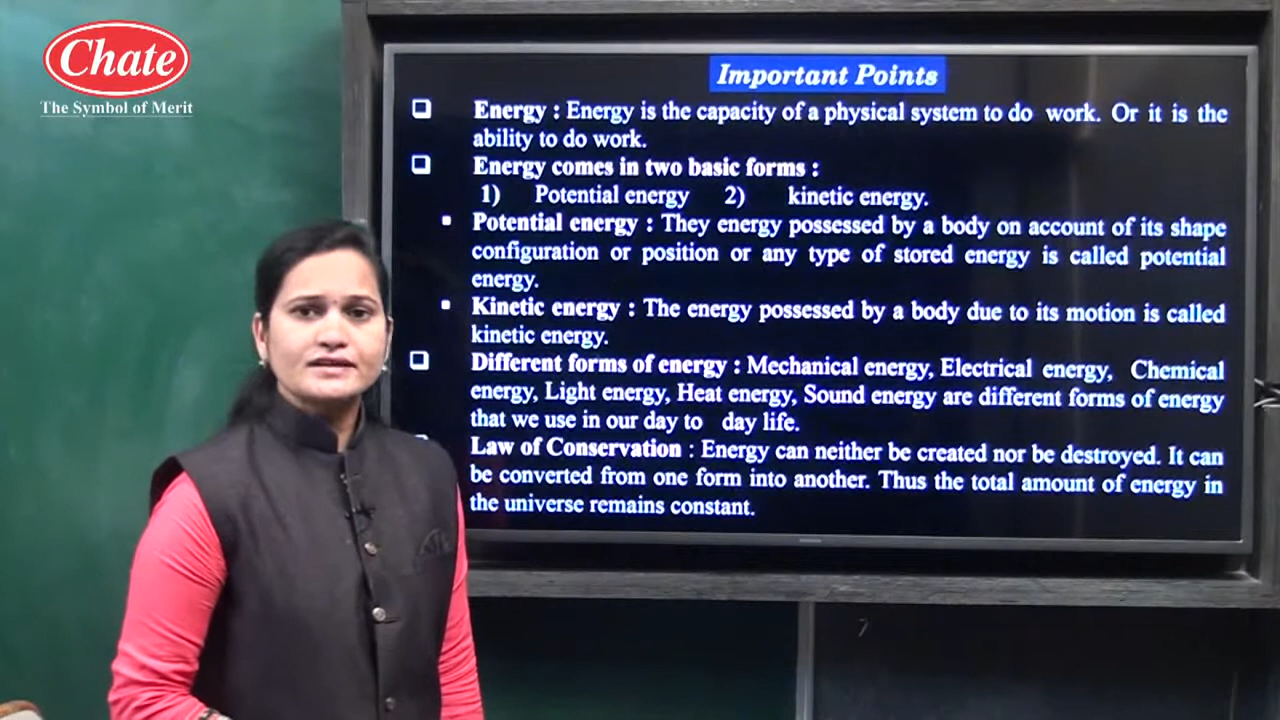 Chate
The Symbol of Merit
Important Points
Energy : Energy is the capacity of a physical system to do work. Or it is the
ability to do work.
Energy comes in two basic forms :
1) Potential energy 2) kinetic energy.
Potential energy : They energy possessed by a body on account of its shape
configuration or position or any type of stored energy is called potential
energy.
Kinetic energy : The energy possessed by a body due to its motion is called
kinetic energy.
Different forms of energy : Mechanical energy, Electrical energy, Chemical
energy, Light energy, Heat energy, Sound energy are different forms of energy
that we use in our day to day life.
Law of Conservation : Energy can neither be created nor be destroyed. It can
be converted from one form into another. Thus the total amount of energy in
the universe remains constant.